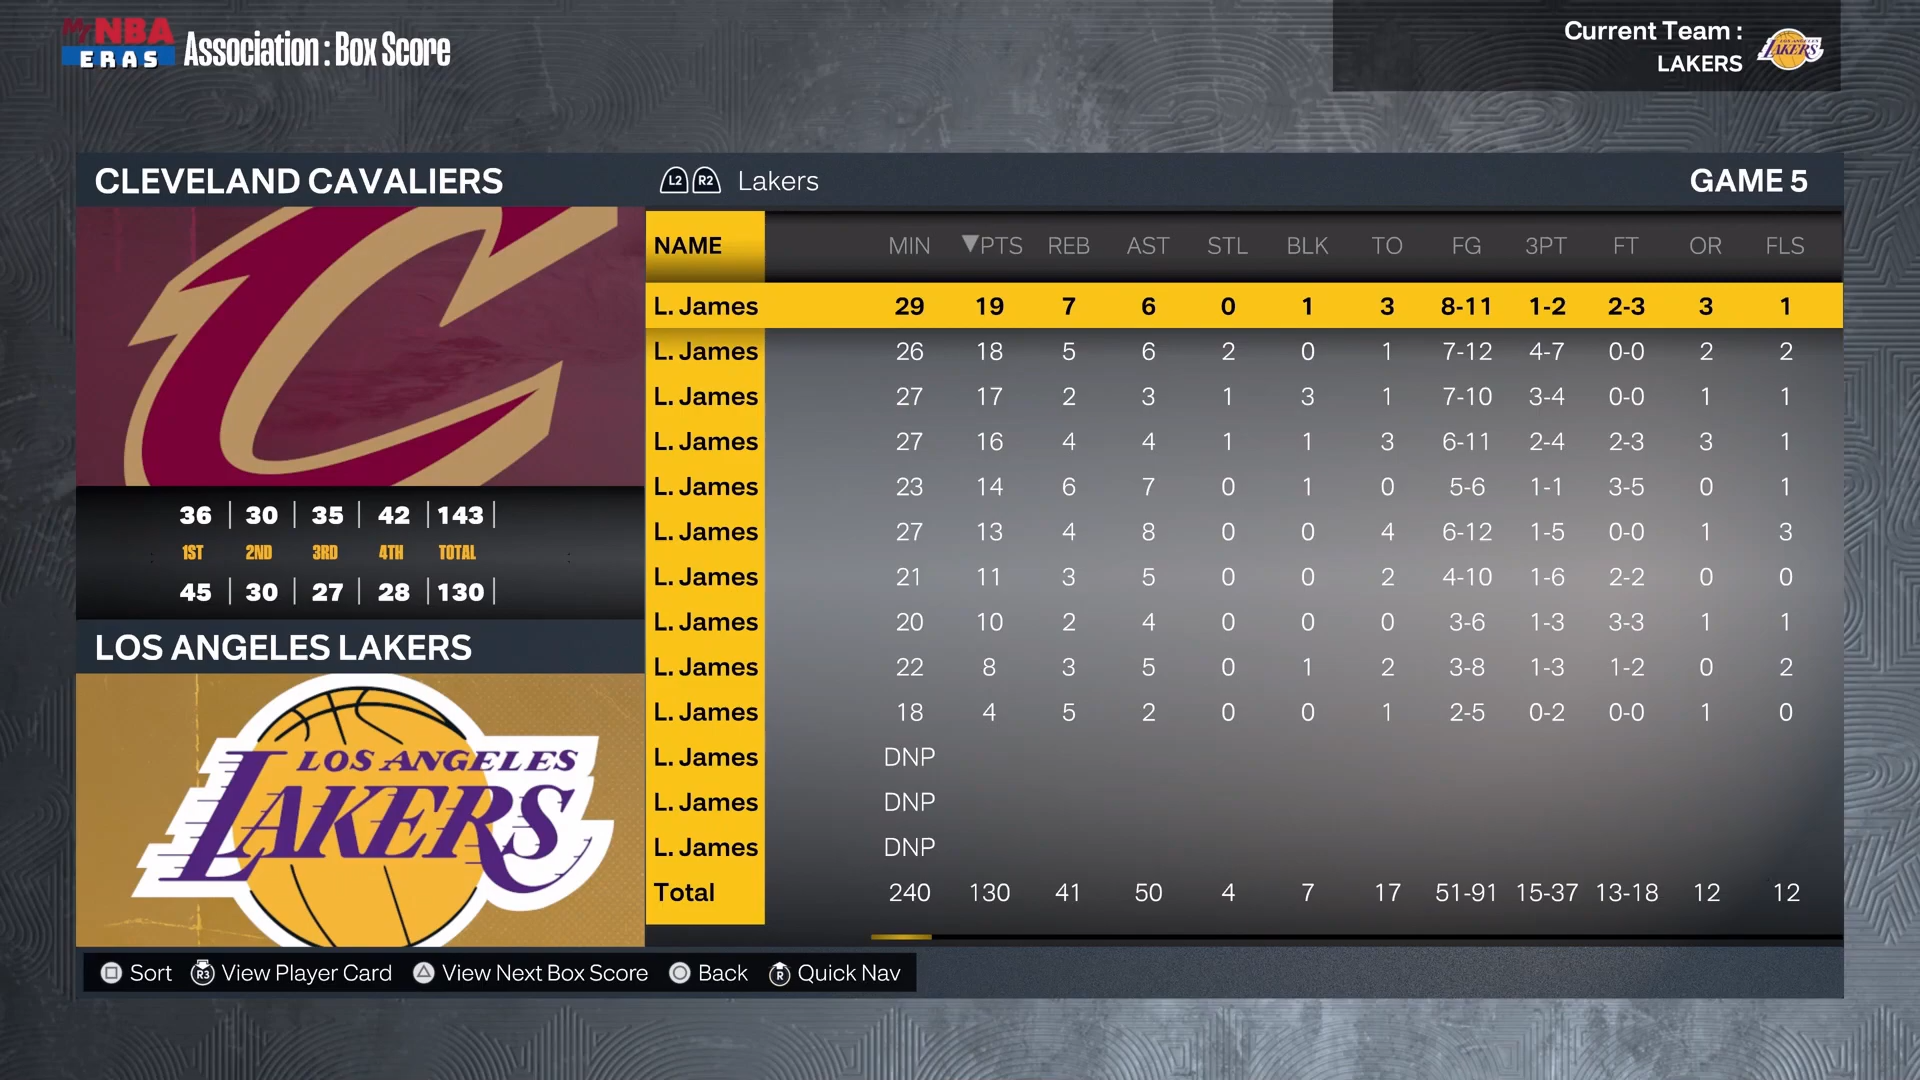 MyNBA ERAS Association : Box Score
Current Team :
LAKERS
LOS ANGELES LAKERS
CLEVELAND CAVALIERS
36 | 30 | 35 | 42 | 143 |
1ST 2ND 3RD 4TH TOTAL
45 | 30 | 27 | 28 | 130 |
LOS ANGELES LAKERS
LOS ANGELES
LAKERS
L2 R2 Lakers GAME 5
NAME MIN ▼PTS REB AST STL BLK TO FG 3PT FT OR FLS
L. James 29 19 7 6 0 1 3 8-11 1-2 2-3 3 1
L. James 26 18 5 6 2 0 1 7-12 4-7 0-0 2 2
L. James 27 17 2 3 1 3 1 7-10 3-4 0-0 1 1
L. James 27 16 4 4 1 1 3 6-11 2-4 2-3 3 1
L. James 23 14 6 7 0 1 0 5-6 1-1 3-5 0 1
L. James 27 13 4 8 0 0 4 6-12 1-5 0-0 1 3
L. James 21 11 3 5 0 0 2 4-10 1-6 2-2 0 0
L. James 20 10 2 4 0 0 0 3-6 1-3 3-3 1 1
L. James 22 8 3 5 0 1 2 3-8 1-3 1-2 0 2
L. James 18 4 5 2 0 0 1 2-5 0-2 0-0 1 0
L. James DNP
L. James DNP
L. James DNP
Total 240 130 41 50 4 7 17 51-91 15-37 13-18 12 12
Sort R3 View Player Card View Next Box Score Back R Quick Nav